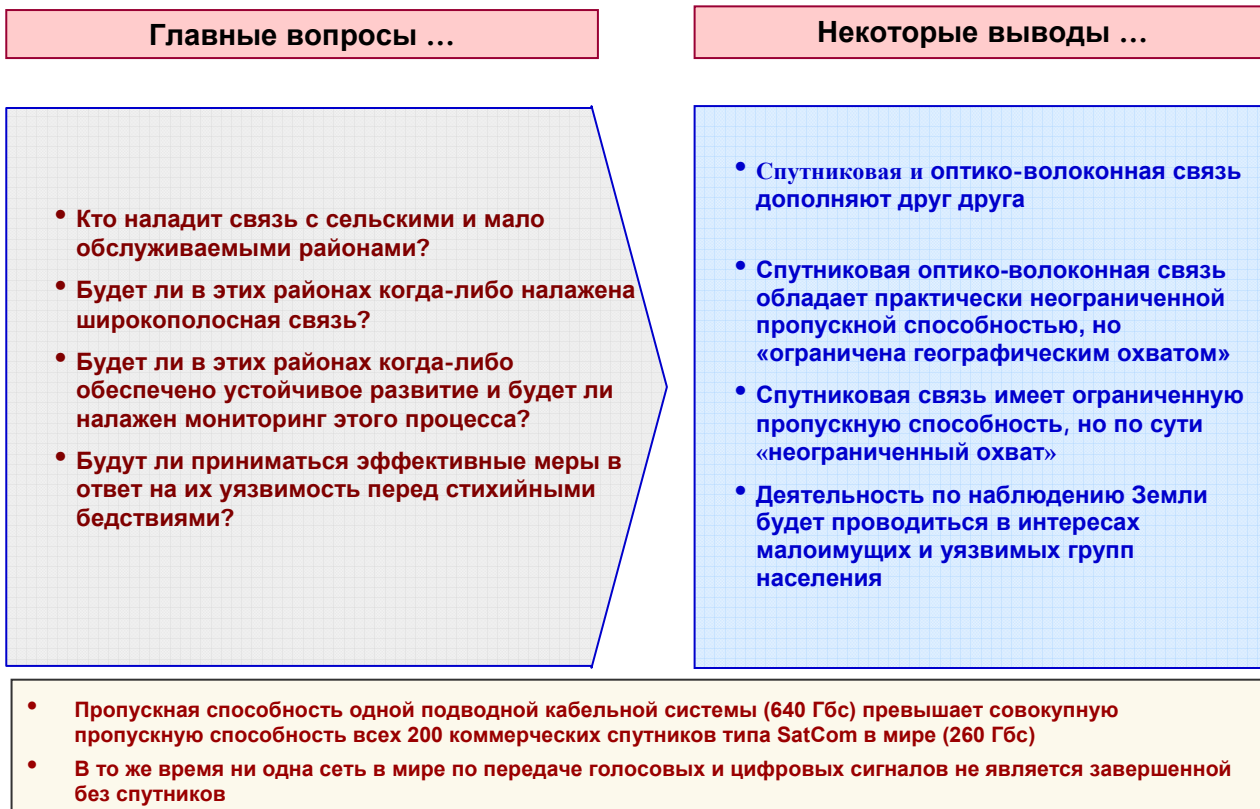 Главные вопросы …
Некоторые выводы …
• Кто наладит связь с сельскими и мало
обслуживаемыми районами?
• Будет ли в этих районах когда-либо налажена
широкополосная связь?
• Будет ли в этих районах когда-либо
обеспечено устойчивое развитие и будет ли
налажен мониторинг этого процесса?
• Будут ли приниматься эффективные меры в
ответ на их уязвимость перед стихийными
бедствиями?
• Спутниковая и оптико-волоконная связь
дополняют друг друга
• Спутниковая оптико-волоконная связь
обладает практически неограниченной
пропускной способностью, но
«ограничена географическим охватом»
• Спутниковая связь имеет ограниченную
пропускную способность, но по сути
«неограниченный охват»
• Деятельность по наблюдению Земли
будет проводиться в интересах
малоимущих и уязвимых групп
населения
• Пропускная способность одной подводной кабельной системы (640 Гбс) превышает совокупную
пропускную способность всех 200 коммерческих спутников типа SatCom в мире (260 Гбс)
• В то же время ни одна сеть в мире по передаче голосовых и цифровых сигналов не является завершенной
без спутников